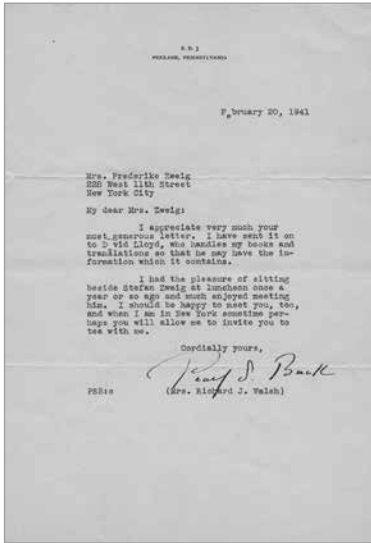 R.D. 3
PERKASIE, PENNSYLVANIA
February 20, 1941
Mrs. Frederike Zweig
228 West 11th Street
New York City
My dear Mrs. Zweig:
I appreciate very much your
most generous letter. I have sent it on
to D vid Lloyd, who handles my books and
translations so that he may have the in-
formation which it contains.
I had the pleasure of sitting
beside Stefan Zweig at luncheon once a
year or so ago and much enjoyed meeting
him. I should be happy to meet you, too,
and when I am in New York sometime per-
haps you will allow me to invite you to
tea with me.
Cordially yours,
Pearl S. Buck
PSB:s (Mrs. Richard J. Walsh)